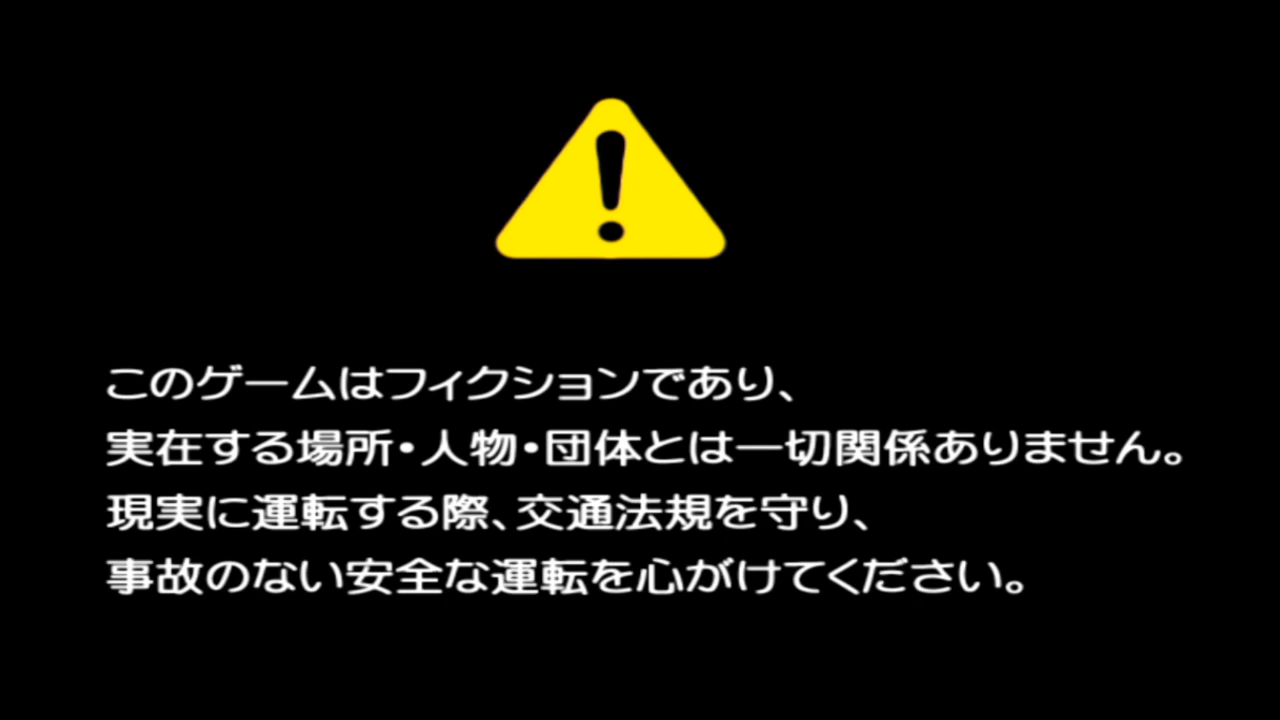 このゲームはフィクションであり、
実在する場所・人物・団体とは一切関係ありません。
現実に運転する際、交通法規を守り、
事故のない安全な運転を心がけてください。